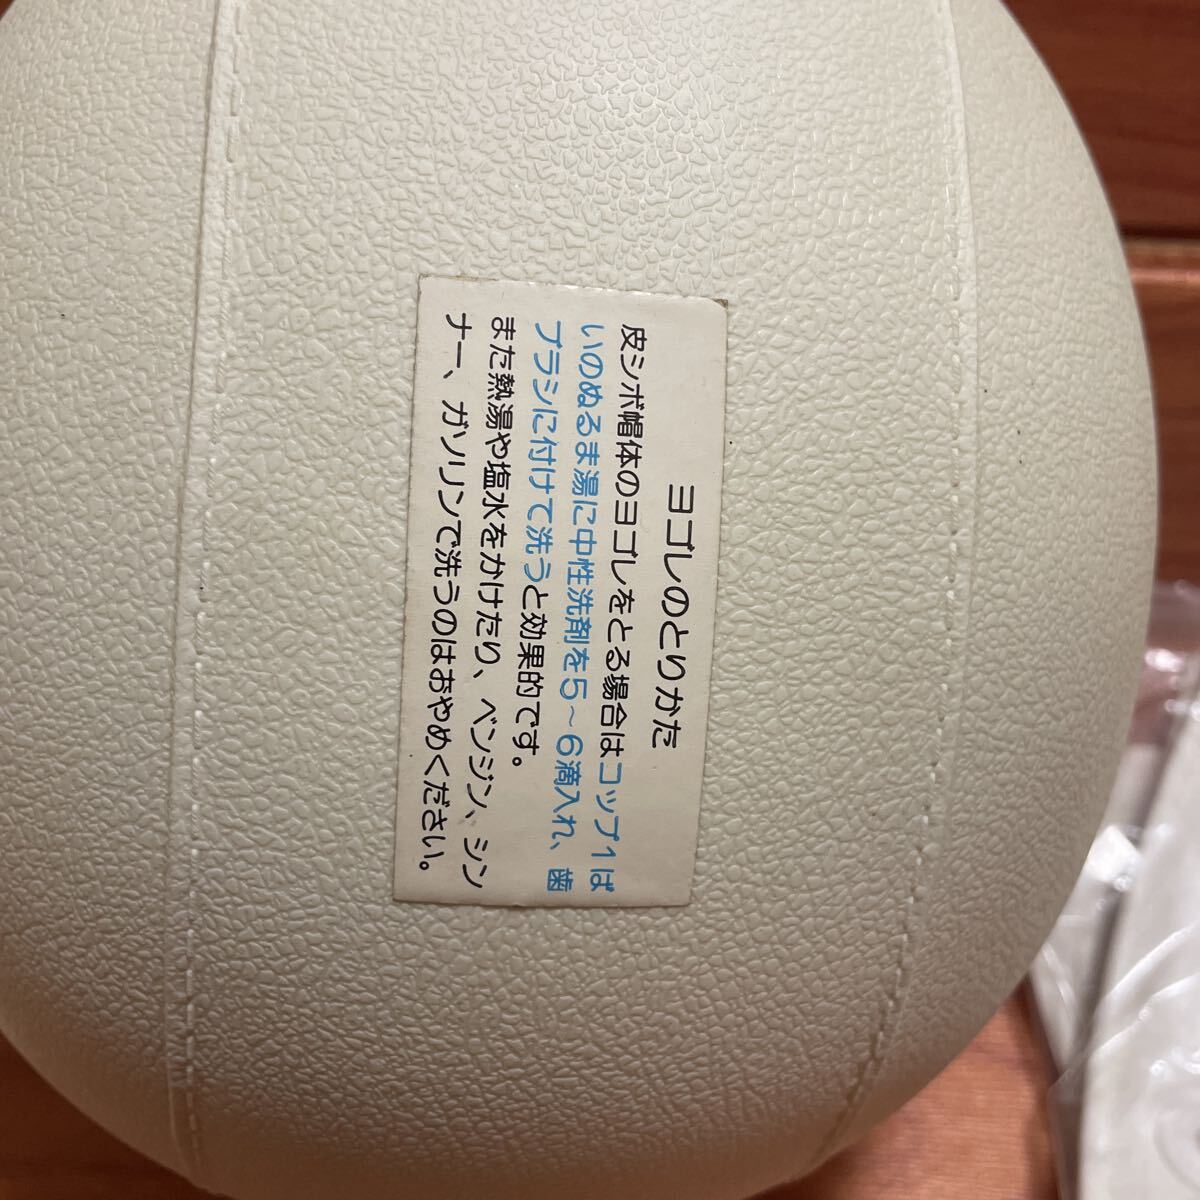 ヨゴレのとりかた
皮シボ帽体のヨゴレをとる場合はコップ1ぱ
いのぬるま湯に中性洗剤を5～6滴入れ、歯
ブラシに付けて洗うと効果的です。
また熱湯や塩水をかけたり、ベンジン、シン
ナー、ガソリンで洗うのはおやめください。